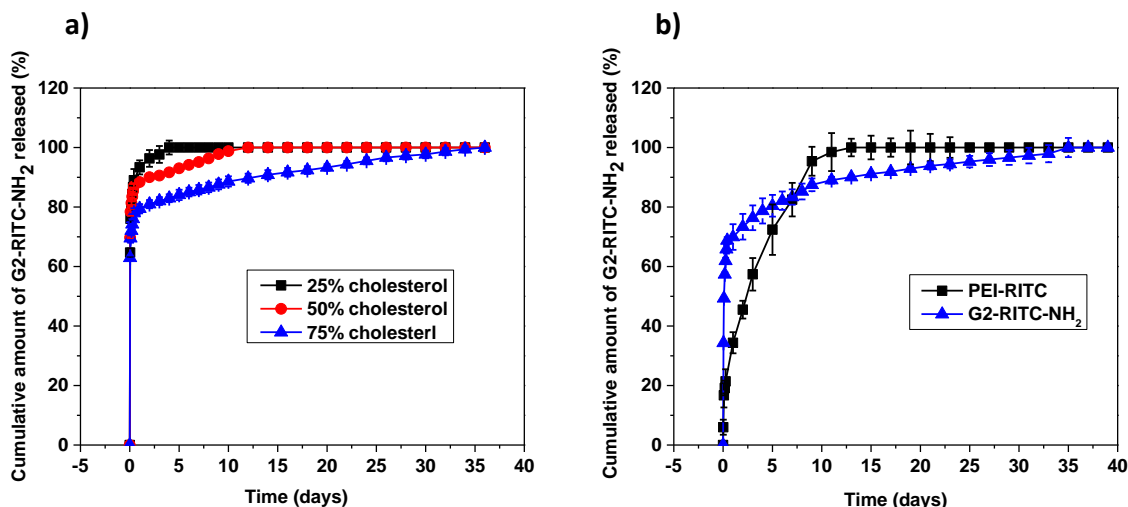 a)
Cumulative amount of G2-RITC-NH2 released (%)
120
100
80
60
40
20
0
25% cholesterol
50% cholesterol
75% cholesterl
-5 0 5 10 15 20 25 30 35 40
Time (days)
b)
Cumulative amount of G2-RITC-NH2 released (%)
120
100
80
60
40
20
0
PEI-RITC
G2-RITC-NH2
-5 0 5 10 15 20 25 30 35 40
Time (days)